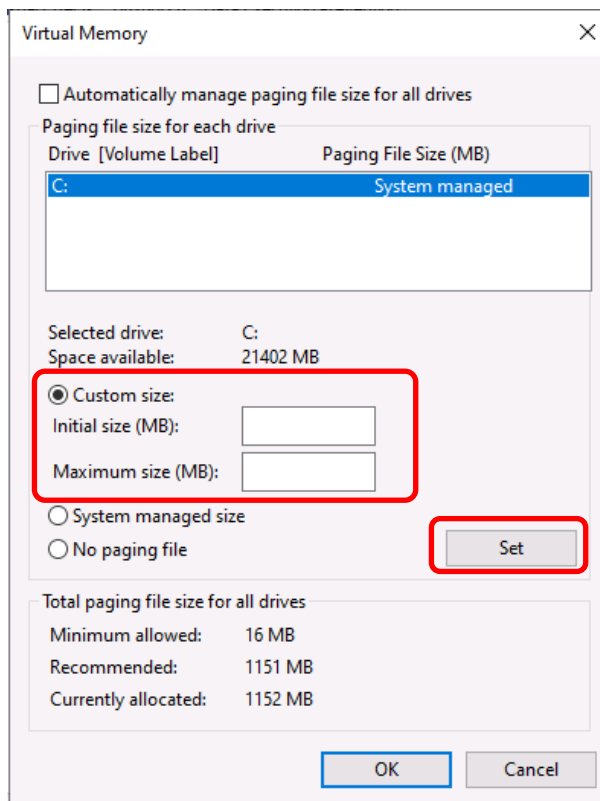 Virtual Memory
Automatically manage paging file size for all drives
Paging file size for each drive
Drive [Volume Label] Paging File Size (MB)
C: System managed
Selected drive: C:
Space available: 21402 MB
Custom size:
Initial size (MB):
Maximum size (MB):
System managed size
No paging file
Set
Total paging file size for all drives
Minimum allowed: 16 MB
Recommended: 1151 MB
Currently allocated: 1152 MB
OK Cancel